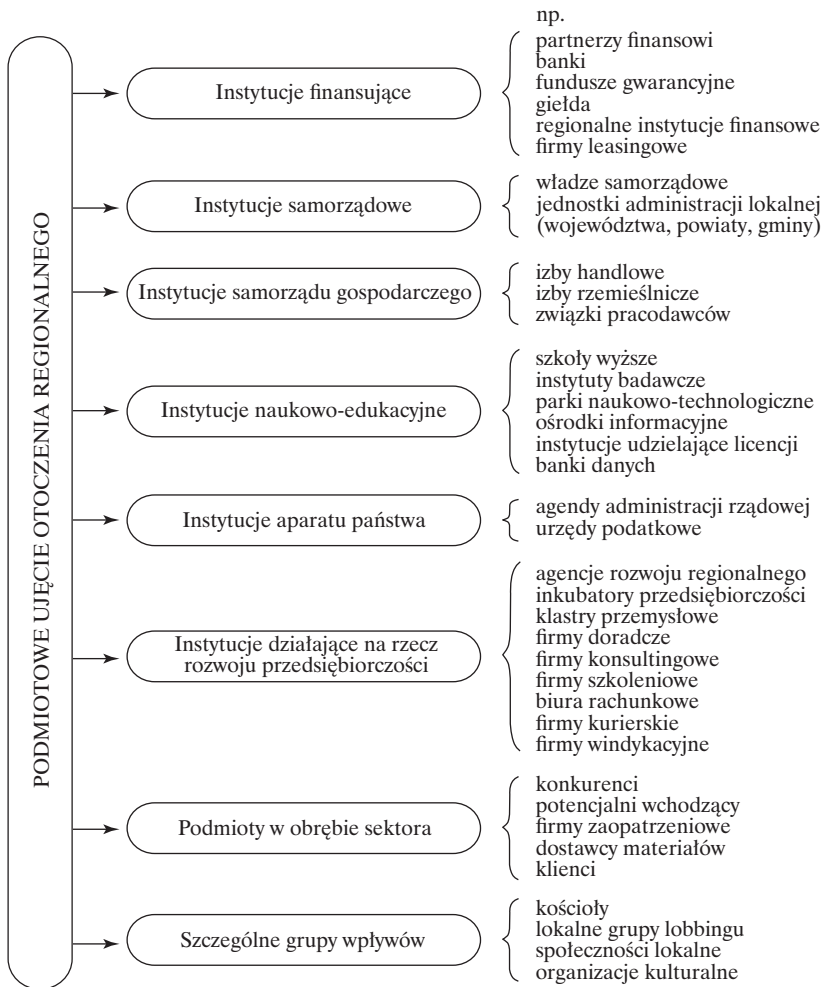 PODMIOTOWE UJĘCIE OTOCZENIA REGIONALNEGO
np.
Instytucje finansujące
partnerzy finansowi
banki
fundusze gwarancyjne
giełda
regionalne instytucje finansowe
firmy leasingowe
Instytucje samorządowe
władze samorządowe
jednostki administracji lokalnej
(województwa, powiaty, gminy)
Instytucje samorządu gospodarczego
izby handlowe
izby rzemieślnicze
związki pracodawców
Instytucje naukowo-edukacyjne
szkoły wyższe
instytuty badawcze
parki naukowo-technologiczne
ośrodki informacyjne
instytucje udzielające licencji
banki danych
Instytucje aparatu państwa
agendy administracji rządowej
urzędy podatkowe
Instytucje działające na rzecz
rozwoju przedsiębiorczości
agencje rozwoju regionalnego
inkubatory przedsiębiorczości
klastry przemysłowe
firmy doradcze
firmy konsultingowe
firmy szkoleniowe
biura rachunkowe
firmy kurierskie
firmy windykacyjne
Podmioty w obrębie sektora
konkurenci
potencjalni wchodzący
firmy zaopatrzeniowe
dostawcy materiałów
klienci
Szczególne grupy wpływów
kościoły
lokalne grupy lobbingu
społeczności lokalne
organizacje kulturalne